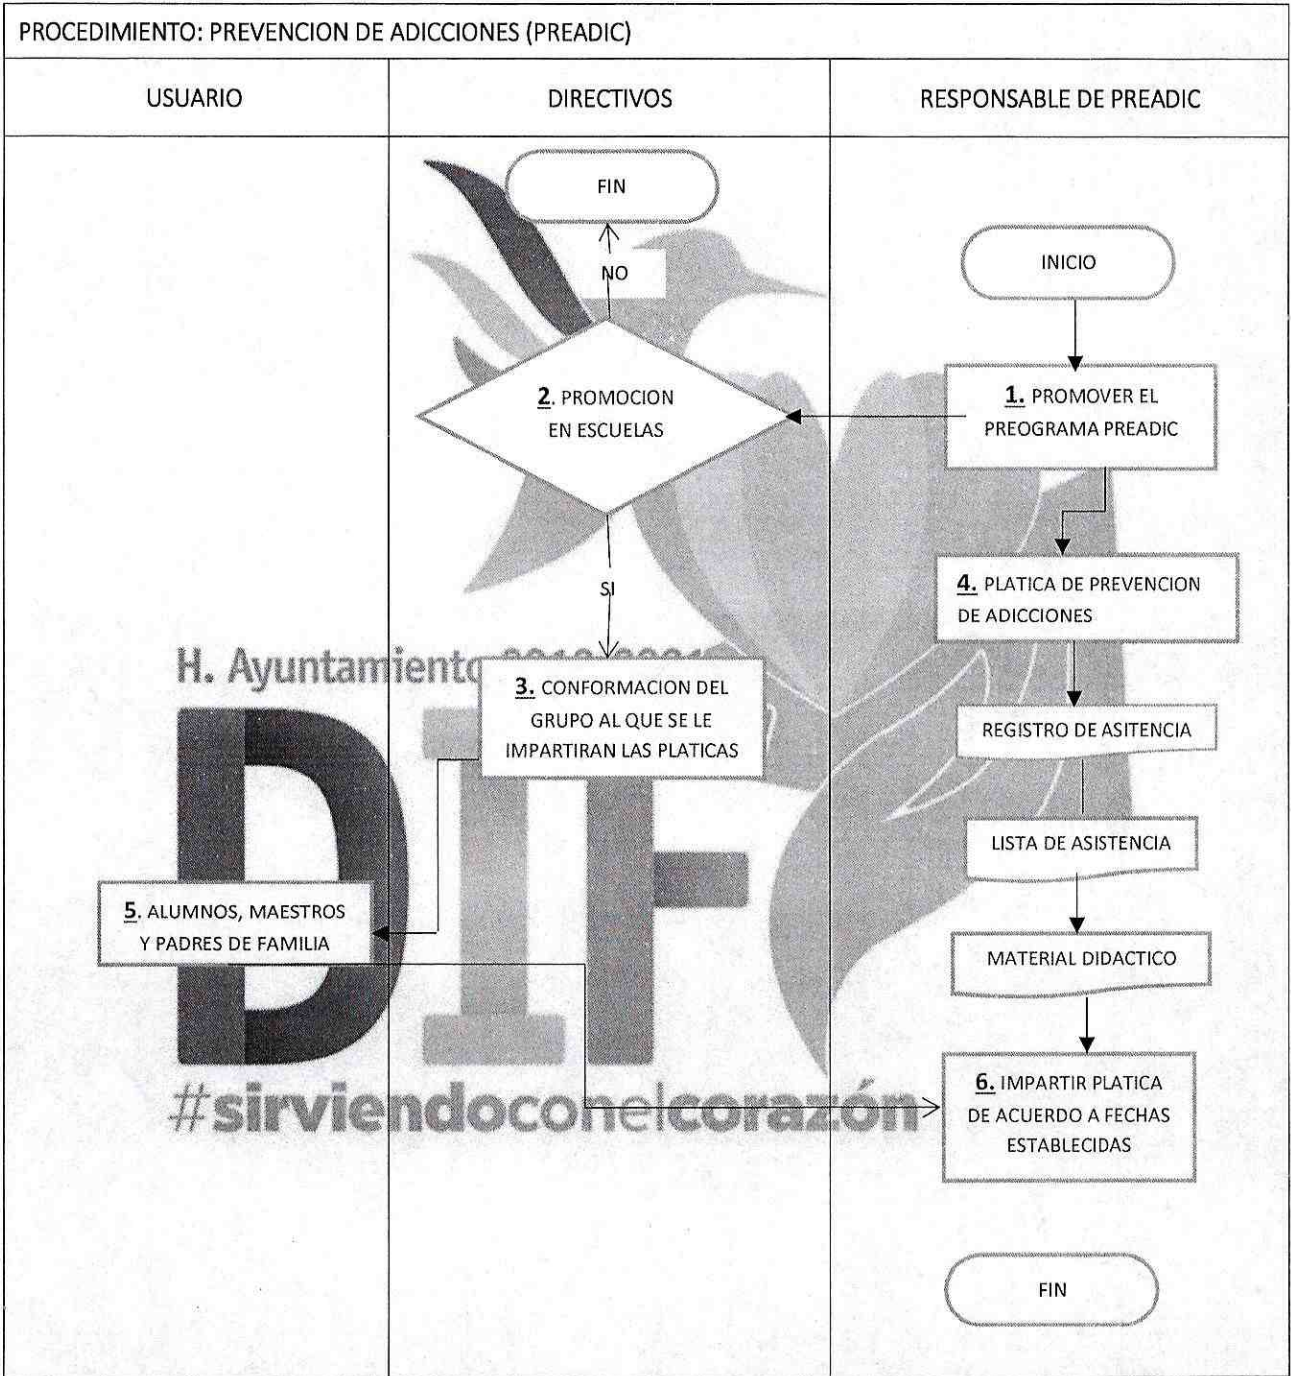 PROCEDIMIENTO: PREVENCION DE ADICCIONES (PREADIC)
USUARIO
DIRECTIVOS
RESPONSABLE DE PREADIC
FIN
NO
INICIO
2. PROMOCION
EN ESCUELAS
1. PROMOVER EL
PREOGRAMA PREADIC
SI
4. PLATICA DE PREVENCION
DE ADICCIONES
H. Ayuntamiento
3. CONFORMACION DEL
GRUPO AL QUE SE LE
IMPARTIRAN LAS PLATICAS
REGISTRO DE ASITENCIA
LISTA DE ASISTENCIA
DIF
5. ALUMNOS, MAESTROS
Y PADRES DE FAMILIA
MATERIAL DIDACTICO
6. IMPARTIR PLATICA
DE ACUERDO A FECHAS
ESTABLECIDAS
#sirviendoconelcorazón
FIN